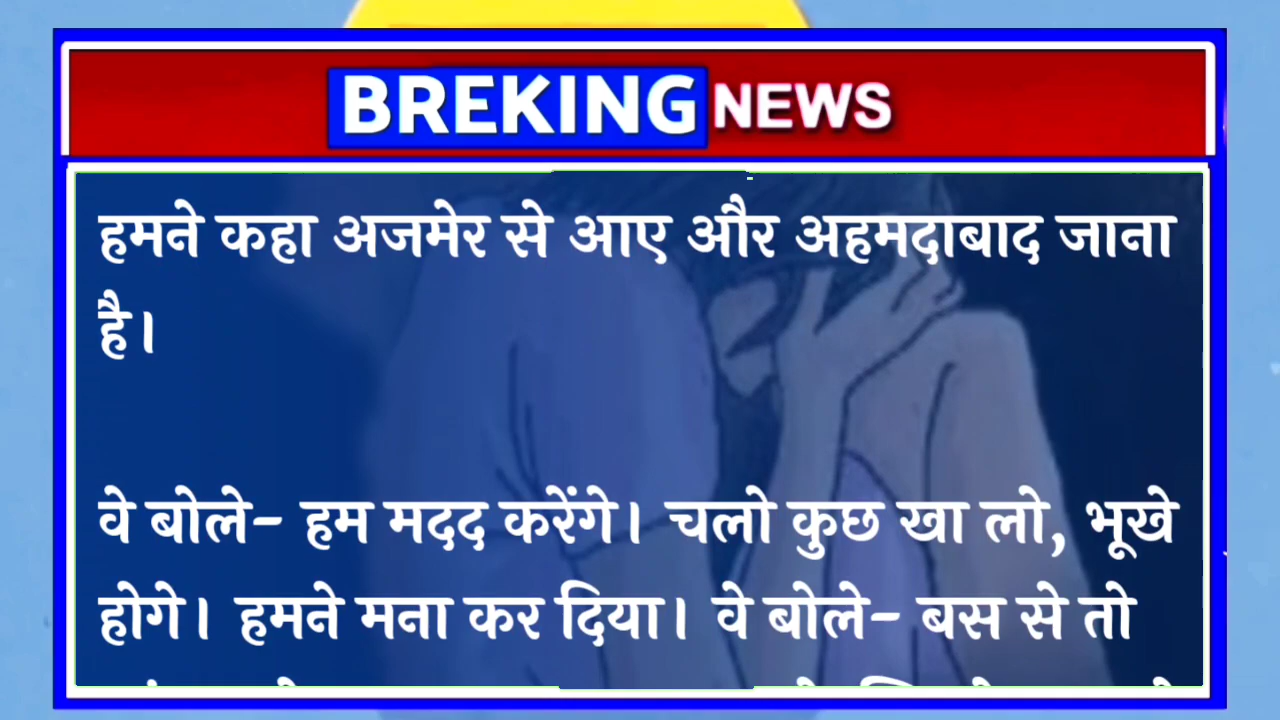 BREKING NEWS
हमने कहा अजमेर से आए और अहमदाबाद जाना
है।
वे बोले- हम मदद करेंगे। चलो कुछ खा लो, भूखे
होगे। हमने मना कर दिया। वे बोले- बस से तो